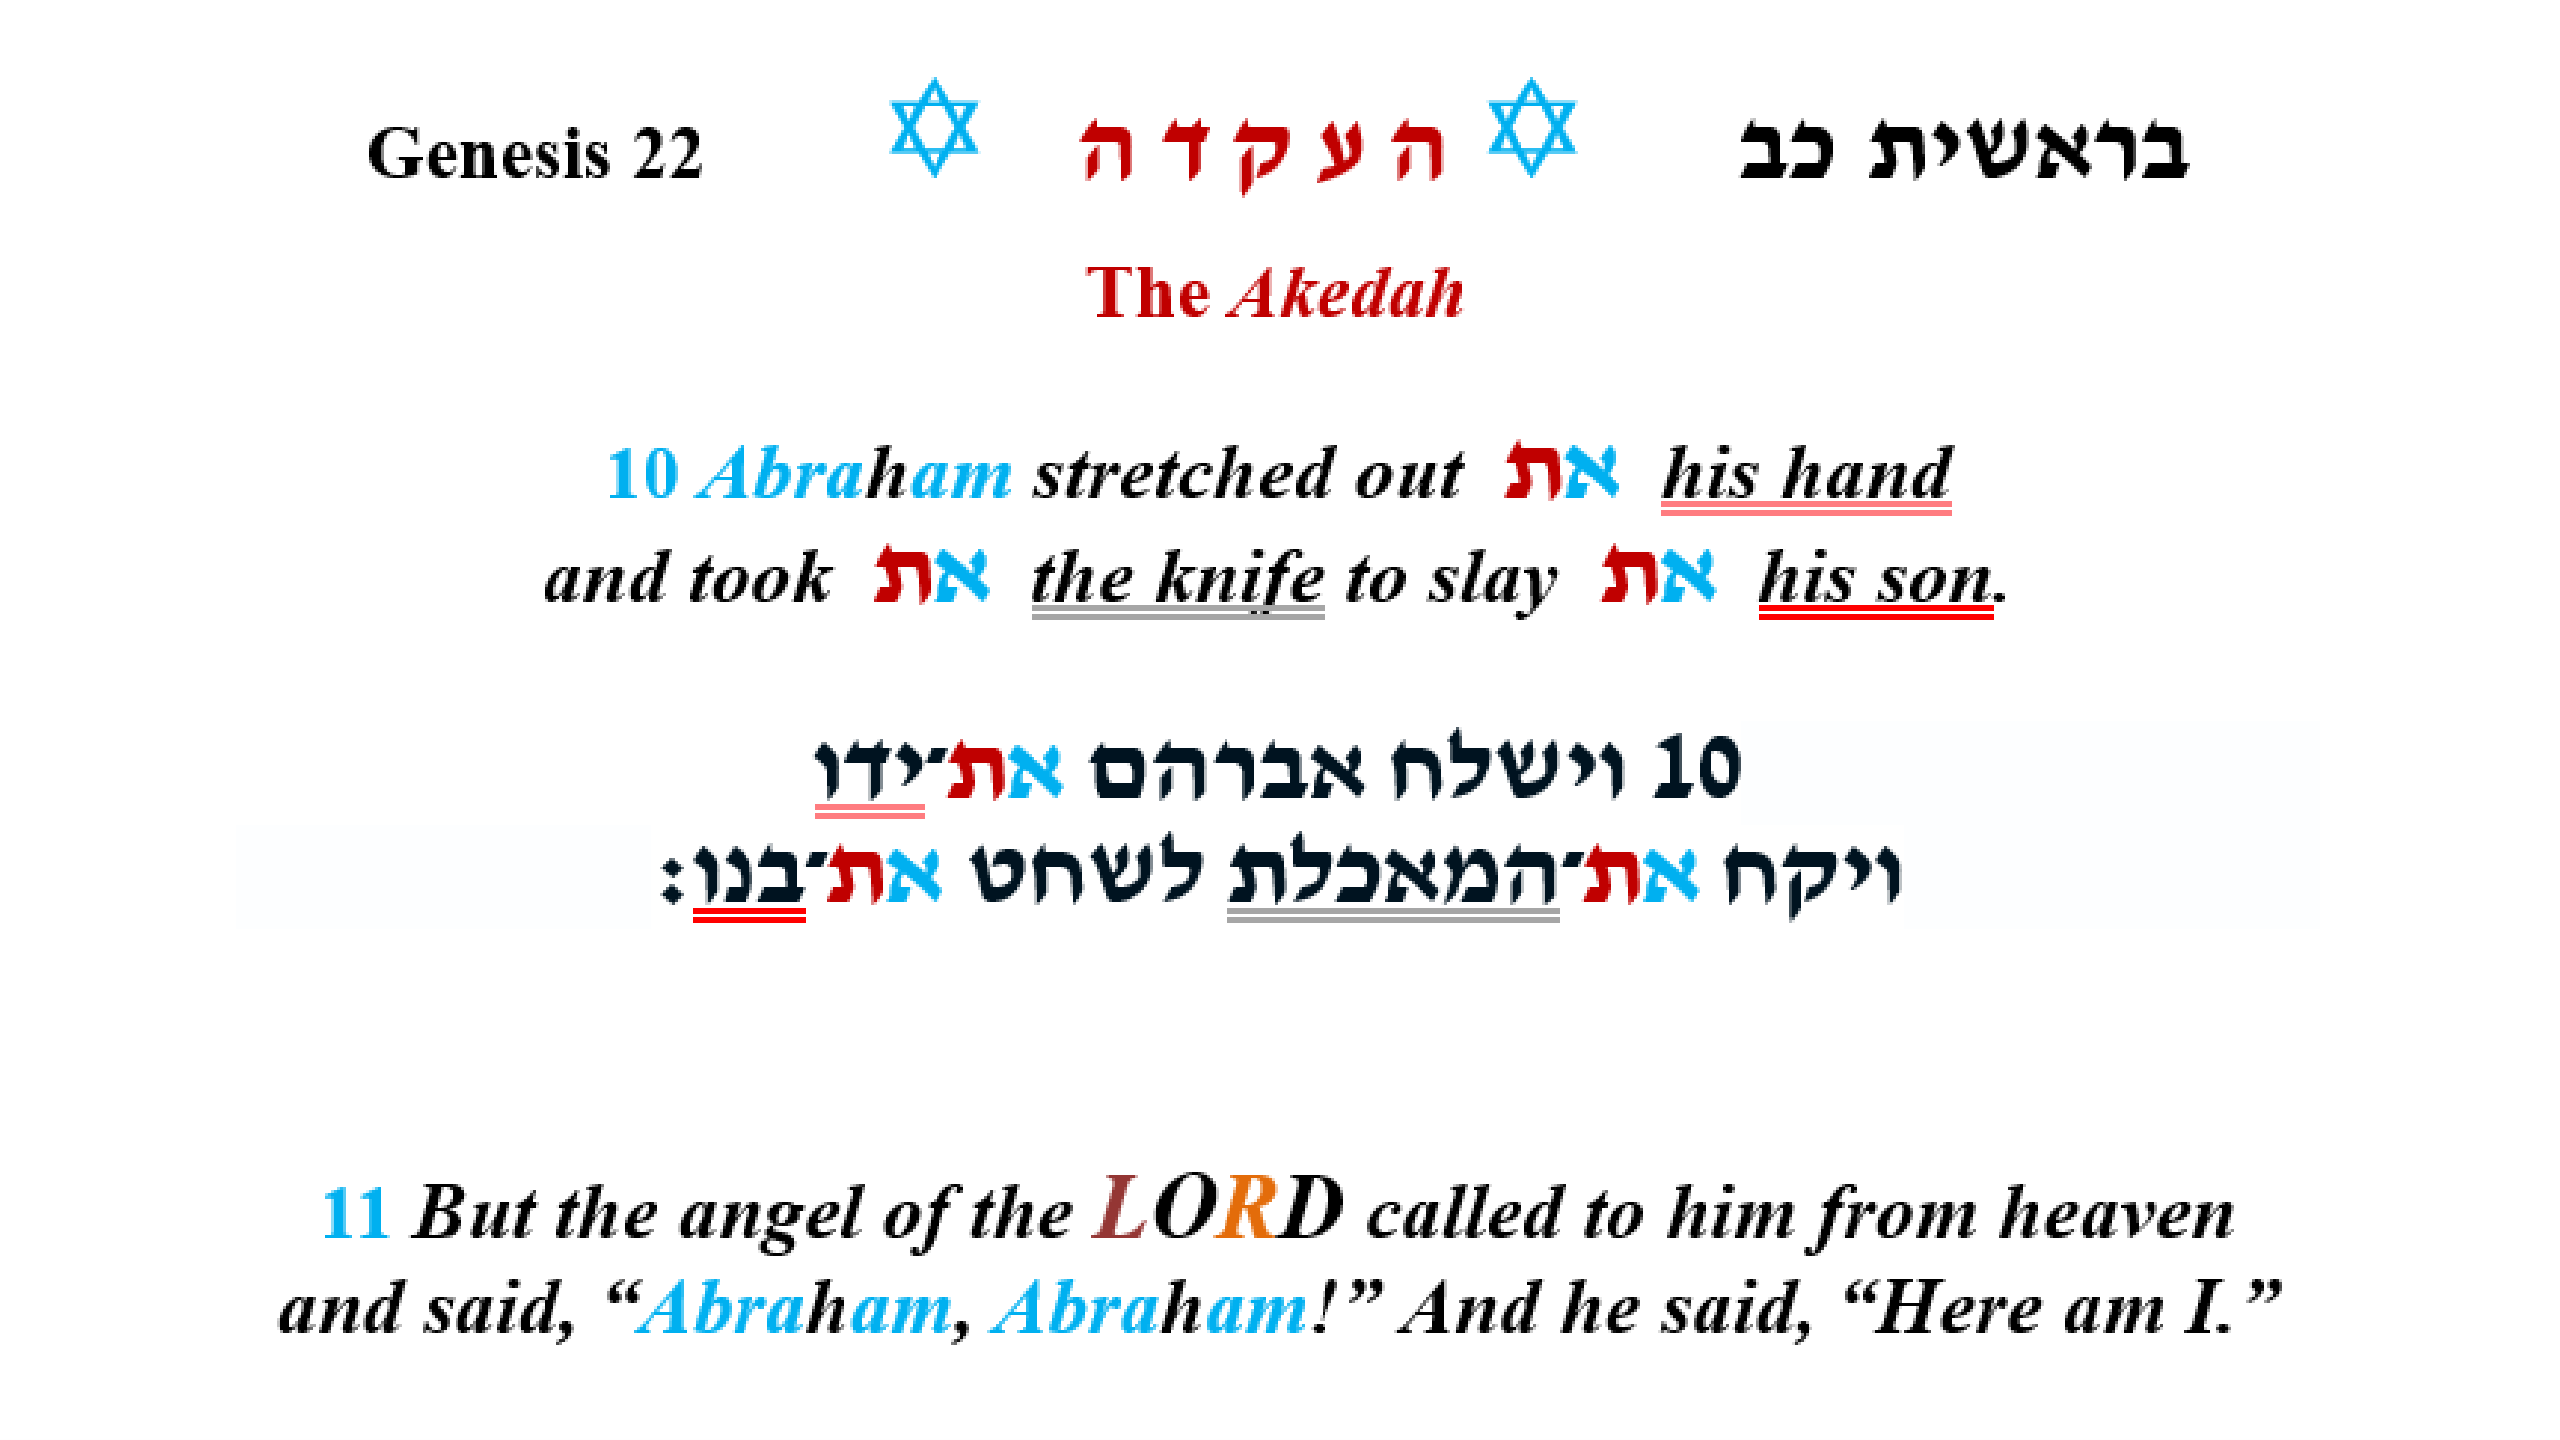 Genesis 22 ✡ ה ע ק ד ה ✡ בראשית כב
The Akedah
10 Abraham stretched out את his hand
and took את the knife to slay את his son.
10 וישלח אברהם את־ידו
ויקח את־המאכלת לשחט את־בנו׃
11 But the angel of the LORD called to him from heaven
and said, “Abraham, Abraham!” And he said, “Here am I.”